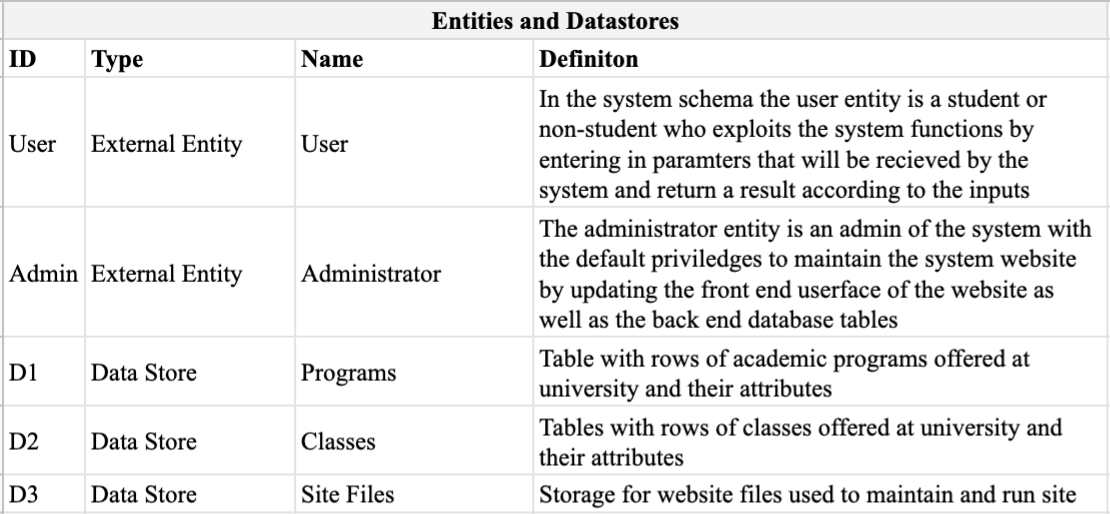 Entities and Datastores
ID Type Name Definiton
User External Entity User In the system schema the user entity is a student or
non-student who exploits the system functions by
entering in paramters that will be recieved by the
system and return a result according to the inputs
Admin External Entity Administrator The administrator entity is an admin of the system with
the default priviledges to maintain the system website
by updating the front end userface of the website as
well as the back end database tables
D1 Data Store Programs Table with rows of academic programs offered at
university and their attributes
D2 Data Store Classes Tables with rows of classes offered at university and
their attributes
D3 Data Store Site Files Storage for website files used to maintain and run site